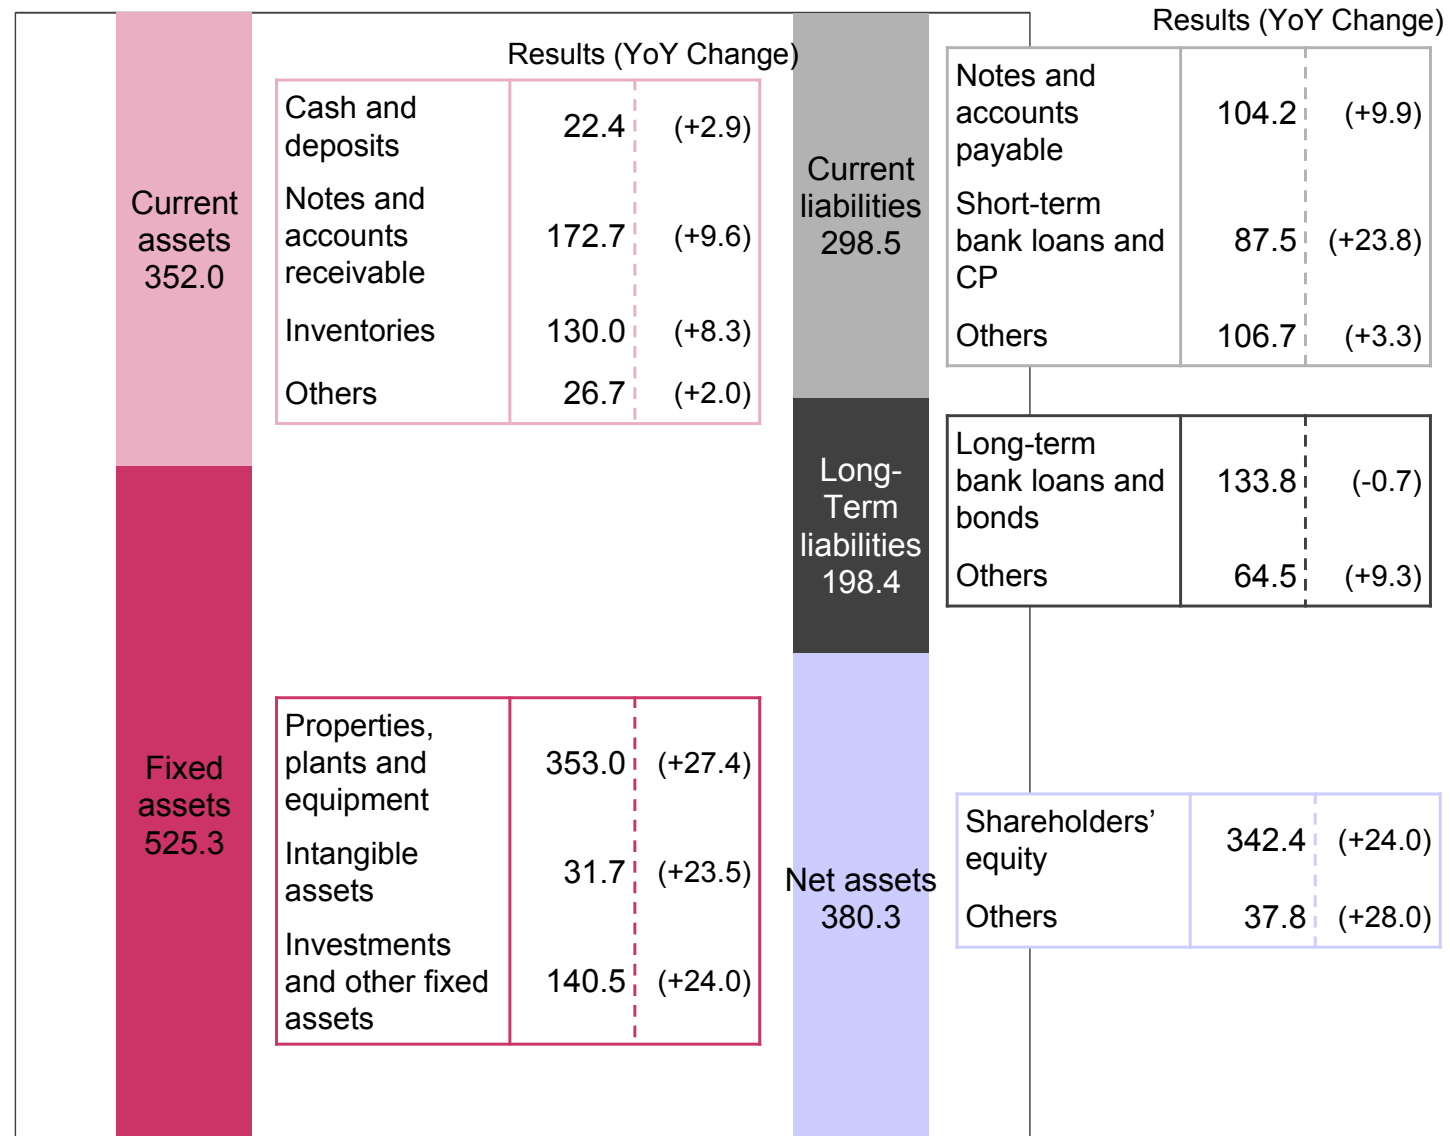 Results (YoY Change)
Current
assets
352.0
Cash and
deposits
22.4
(+2.9)
Notes and
accounts
receivable
172.7
(+9.6)
Inventories
130.0
(+8.3)
Others
26.7
(+2.0)
Fixed
assets
525.3
Properties,
plants and
equipment
353.0
(+27.4)
Intangible
assets
31.7
(+23.5)
Investments
and other fixed
assets
140.5
(+24.0)
Results (YoY Change)
Current
liabilities
298.5
Notes and
accounts
payable
104.2
(+9.9)
Short-term
bank loans and
CP
87.5
(+23.8)
Others
106.7
(+3.3)
Long-
Term
liabilities
198.4
Long-term
bank loans and
bonds
133.8
(-0.7)
Others
64.5
(+9.3)
Net assets
380.3
Shareholders’
equity
342.4
(+24.0)
Others
37.8
(+28.0)